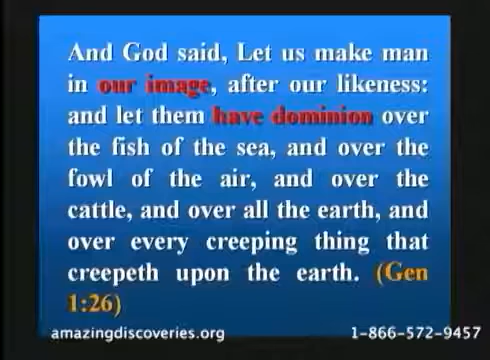 And God said, Let us make man
in our image, after our likeness:
and let them have dominion over
the fish of the sea, and over the
fowl of the air, and over the
cattle, and over all the earth, and
over every creeping thing that
creepeth upon the earth. (Gen
1:26)
amazingdiscoveries.org 1-866-572-9457